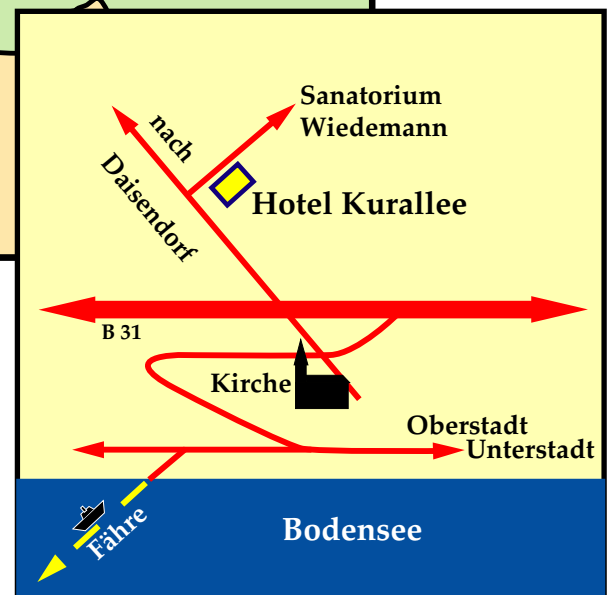 Sanatorium
Wiedemann
nach
Daisendorf
Hotel Kurallee
B 31
Kirche
Oberstadt
Unterstadt
Fähre
Bodensee